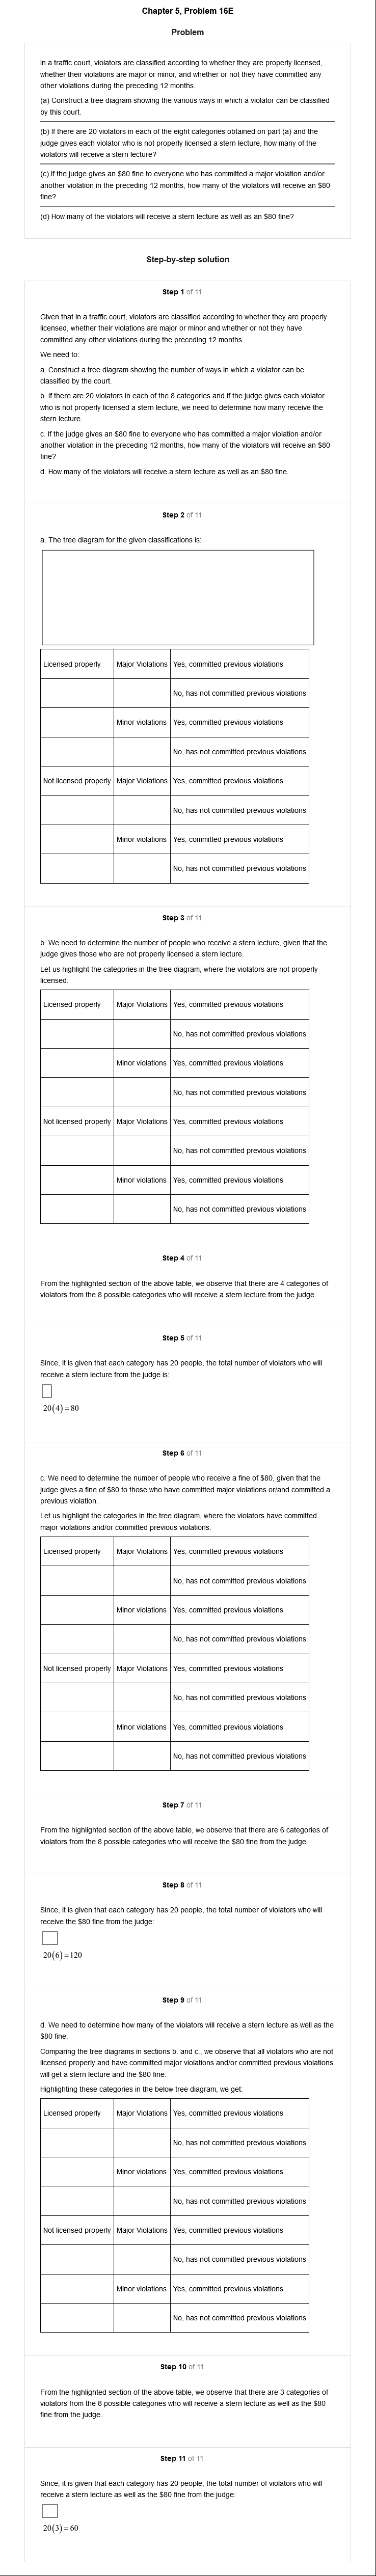 Chapter 5, Problem 16E
Problem
In a traffic court, violators are classified according to whether they are properly licensed,
whether their violations are major or minor, and whether or not they have committed any
other violations during the preceding 12 months.
(a) Construct a tree diagram showing the various ways in which a violator can be classified
by this court.
(b) If there are 20 violators in each of the eight categories obtained on part (a) and the
judge gives each violator who is not properly licensed a stern lecture, how many of the
violators will receive a stern lecture?
(c) If the judge gives an $80 fine to everyone who has committed a major violation and/or
another violation in the preceding 12 months, how many of the violators will receive an $80
fine?
(d) How many of the violators will receive a stern lecture as well as an $80 fine?
Step-by-step solution
Step 1 of 11
Given that in a traffic court, violators are classified according to whether they are properly
licensed, whether their violations are major or minor and whether or not they have
committed any other violations during the preceding 12 months.
We need to:
a. Construct a tree diagram showing the number of ways in which a violator can be
classified by the court.
b. If there are 20 violators in each of the 8 categories and if the judge gives each violator
who is not properly licensed a stern lecture, we need to determine how many receive the
stern lecture.
c. If the judge gives an $80 fine to everyone who has committed a major violation and/or
another violation in the preceding 12 months, how many of the violators will receive an $80
fine?
d. How many of the violators will receive a stern lecture as well as an $80 fine.
Step 2 of 11
a. The tree diagram for the given classifications is:
Licensed properly Major Violations Yes, committed previous violations
No, has not committed previous violations
Minor violations Yes, committed previous violations
No, has not committed previous violations
Not licensed properly Major Violations Yes, committed previous violations
No, has not committed previous violations
Minor violations Yes, committed previous violations
No, has not committed previous violations
Step 3 of 11
b. We need to determine the number of people who receive a stern lecture, given that the
judge gives those who are not properly licensed a stern lecture.
Let us highlight the categories in the tree diagram, where the violators are not properly
licensed.
Licensed properly Major Violations Yes, committed previous violations
No, has not committed previous violations
Minor violations Yes, committed previous violations
No, has not committed previous violations
Not licensed properly Major Violations Yes, committed previous violations
No, has not committed previous violations
Minor violations Yes, committed previous violations
No, has not committed previous violations
Step 4 of 11
From the highlighted section of the above table, we observe that there are 4 categories of
violators from the 8 possible categories who will receive a stern lecture from the judge.
Step 5 of 11
Since, it is given that each category has 20 people, the total number of violators who will
receive a stern lecture from the judge is:
20(4)=80
Step 6 of 11
c. We need to determine the number of people who receive a fine of $80, given that the
judge gives a fine of $80 to those who have committed major violations or/and committed a
previous violation.
Let us highlight the categories in the tree diagram, where the violators have committed
major violations and/or committed previous violations.
Licensed properly Major Violations Yes, committed previous violations
No, has not committed previous violations
Minor violations Yes, committed previous violations
No, has not committed previous violations
Not licensed properly Major Violations Yes, committed previous violations
No, has not committed previous violations
Minor violations Yes, committed previous violations
No, has not committed previous violations
Step 7 of 11
From the highlighted section of the above table, we observe that there are 6 categories of
violators from the 8 possible categories who will receive the $80 fine from the judge.
Step 8 of 11
Since, it is given that each category has 20 people, the total number of violators who will
receive the $80 fine from the judge:
20(6)=120
Step 9 of 11
d. We need to determine how many of the violators will receive a stern lecture as well as the
$80 fine.
Comparing the tree diagrams in sections b. and c., we observe that all violators who are not
licensed properly and have committed major violations and/or committed previous violations
will get a stern lecture and the $80 fine.
Highlighting these categories in the below tree diagram, we get:
Licensed properly Major Violations Yes, committed previous violations
No, has not committed previous violations
Minor violations Yes, committed previous violations
No, has not committed previous violations
Not licensed properly Major Violations Yes, committed previous violations
No, has not committed previous violations
Minor violations Yes, committed previous violations
No, has not committed previous violations
Step 10 of 11
From the highlighted section of the above table, we observe that there are 3 categories of
violators from the 8 possible categories who will receive a stern lecture as well as the $80
fine from the judge.
Step 11 of 11
Since, it is given that each category has 20 people, the total number of violators who will
receive a stern lecture as well as the $80 fine from the judge:
20(3)=60